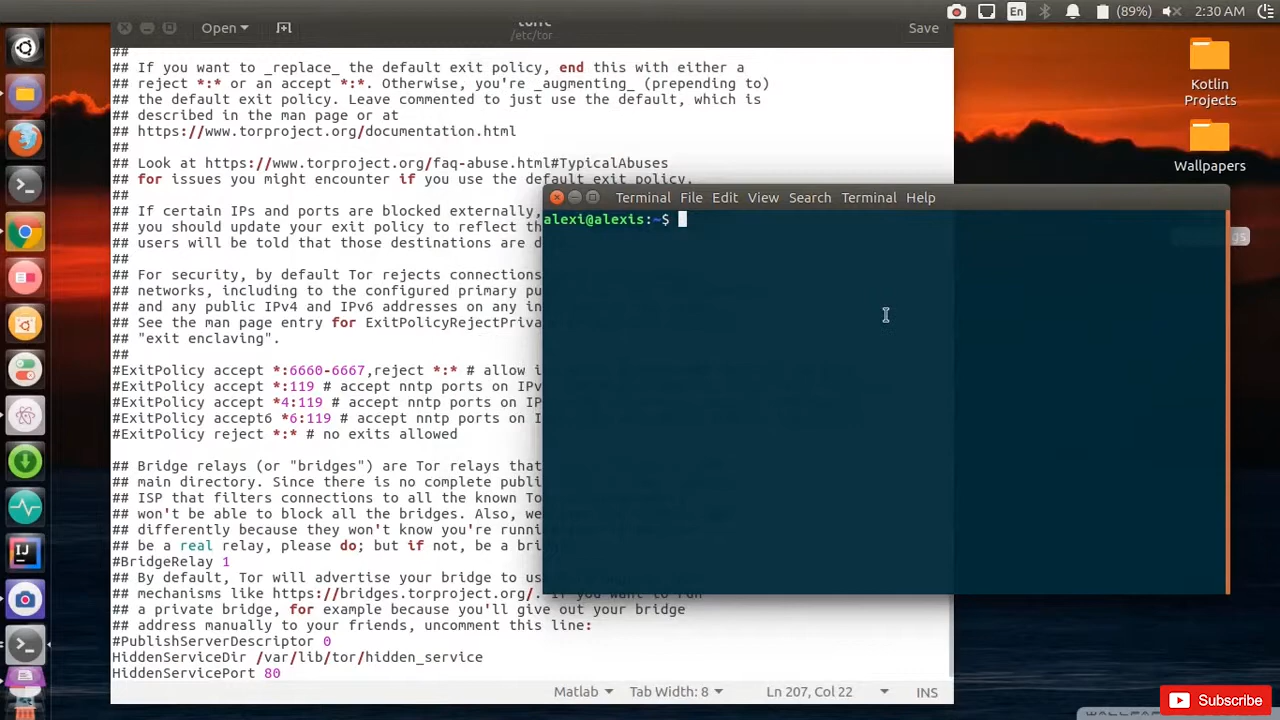 En
(89%)
2:30 AM
Open
torrc
/etc/tor
Save
##
## If you want to _replace_ the default exit policy, end this with either a
## reject *:* or an accept *:*. Otherwise, you're _augmenting_ (prepending to)
## the default exit policy. Leave commented to just use the default, which is
## described in the man page or at
## https://www.torproject.org/documentation.html
##
## Look at https://www.torproject.org/faq-abuse.html#TypicalAbuses
## for issues you might encounter if you use the default exit policy.
##
## If certain IPs and ports are blocked externally,
## you should update your exit policy to reflect th
## users will be told that those destinations are d
##
## For security, by default Tor rejects connections
## networks, including to the configured primary pu
## and any public IPv4 and IPv6 addresses on any in
## See the man page entry for ExitPolicyRejectPriva
## "exit enclaving".
##
#ExitPolicy accept *:6660-6667,reject *:* # allow i
#ExitPolicy accept *:119 # accept nntp ports on IPv
#ExitPolicy accept *4:119 # accept nntp ports on IP
#ExitPolicy accept6 *6:119 # accept nntp ports on I
#ExitPolicy reject *:* # no exits allowed
## Bridge relays (or "bridges") are Tor relays that
## main directory. Since there is no complete publi
## ISP that filters connections to all the known To
## won't be able to block all the bridges. Also, we
## differently because they won't know you're runni
## be a real relay, please do; but if not, be a bri
#BridgeRelay 1
## By default, Tor will advertise your bridge to us
## mechanisms like https://bridges.torproject.org/. If you want to run
## a private bridge, for example because you'll give out your bridge
## address manually to your friends, uncomment this line:
#PublishServerDescriptor 0
HiddenServiceDir /var/lib/tor/hidden_service
HiddenServicePort 80
Matlab
Tab Width: 8
Ln 207, Col 22
INS
Terminal File Edit View Search Terminal Help
alexi@alexis:~$
Kotlin
Projects
Wallpapers
Subscribe